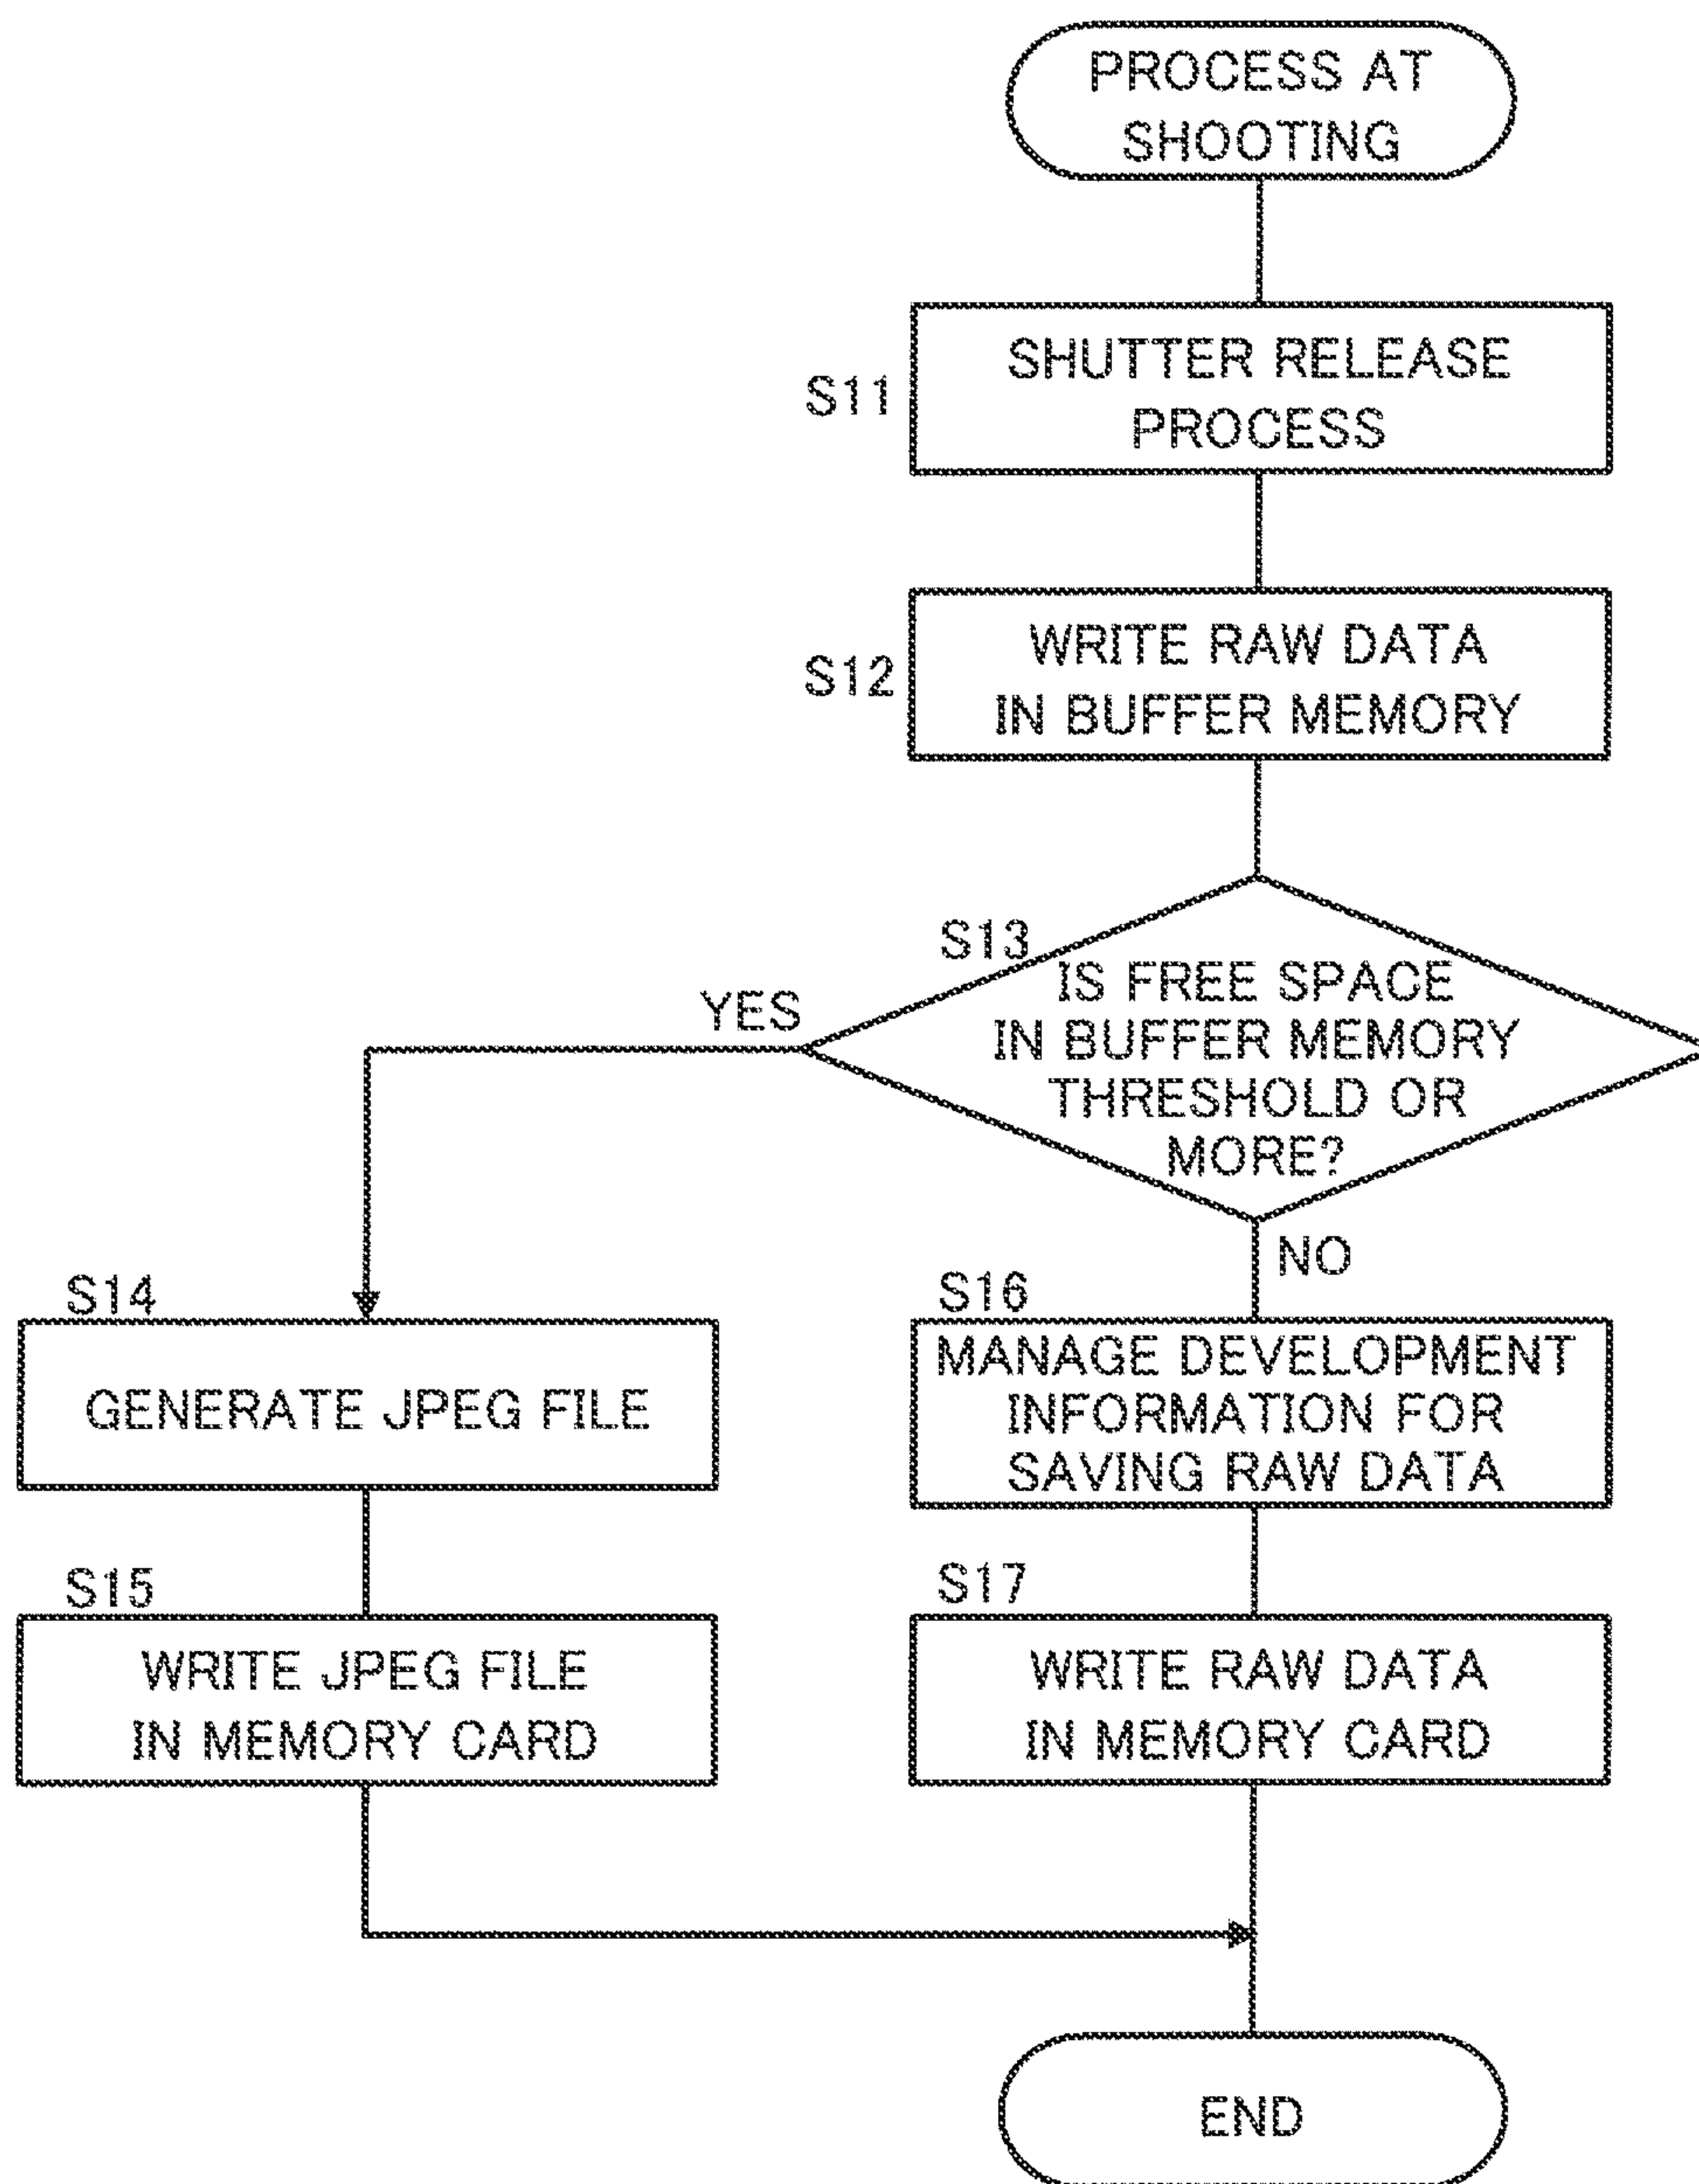 PROCESS AT
SHOOTING
S11
SHUTTER RELEASE
PROCESS
S12
WRITE RAW DATA
IN BUFFER MEMORY
S13
IS FREE SPACE
IN BUFFER MEMORY
THRESHOLD OR
MORE?
YES
NO
S14
GENERATE JPEG FILE
S16
MANAGE DEVELOPMENT
INFORMATION FOR
SAVING RAW DATA
S15
WRITE JPEG FILE
IN MEMORY CARD
S17
WRITE RAW DATA
IN MEMORY CARD
END